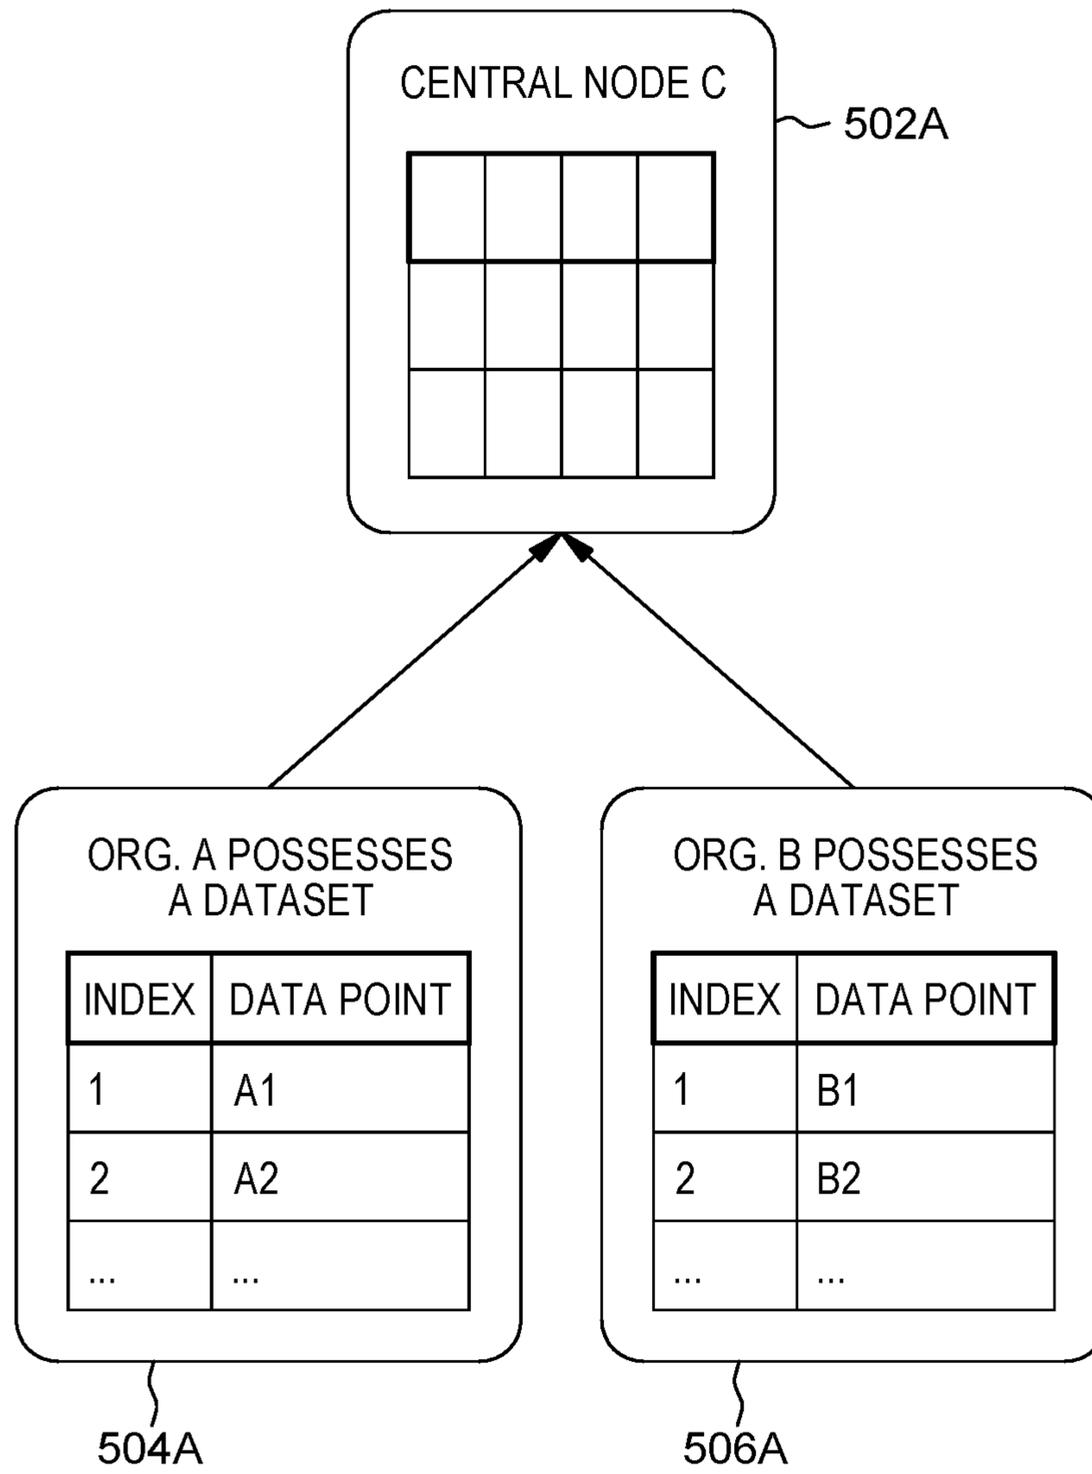 CENTRAL NODE C
502A
ORG. A POSSESSES
A DATASET
INDEX DATA POINT
1 A1
2 A2
... ...
504A
ORG. B POSSESSES
A DATASET
INDEX DATA POINT
1 B1
2 B2
... ...
506A